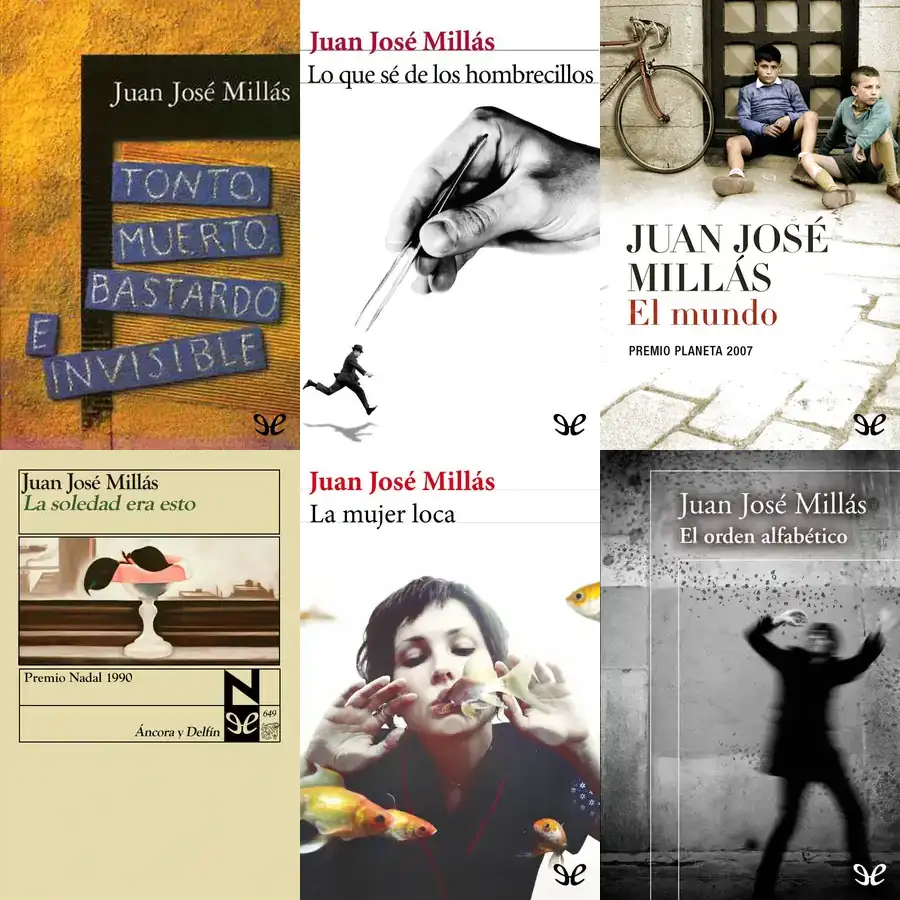 Juan José Millás
TONTO,
MUERTO,
BASTARDO
E
INVISIBLE
Juan José Millás
Lo que sé de los hombrecillos
JUAN JOSÉ
MILLÁS
El mundo
PREMIO PLANETA 2007
Juan José Millás
La soledad era esto
Premio Nadal 1990
N
649
Áncora y Delfín
Juan José Millás
La mujer loca
Juan José Millás
El orden alfabético